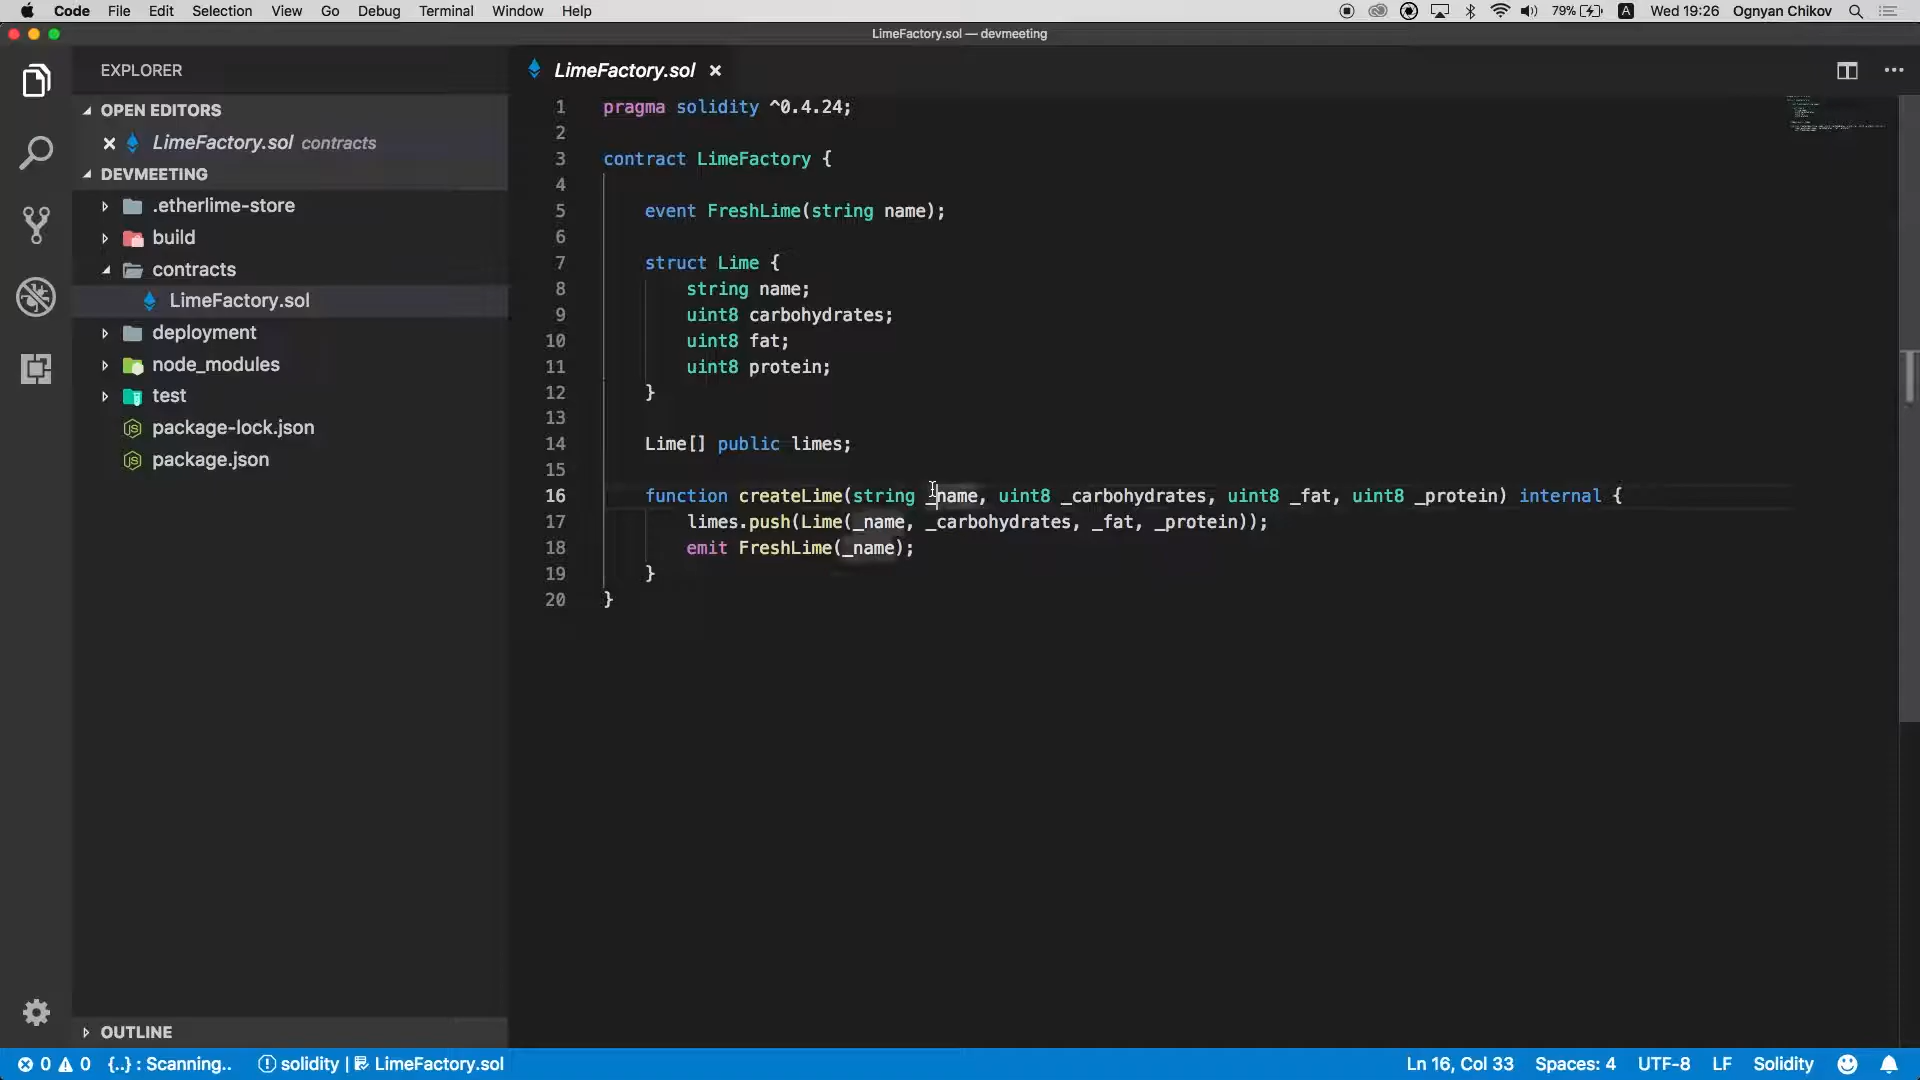 Code File Edit Selection View Go Debug Terminal Window Help 79% A Wed 19:26 Ognyan Chikov
LimeFactory.sol — devmeeting
EXPLORER
OPEN EDITORS
LimeFactory.sol contracts
DEVMEETING
.etherlime-store
build
contracts
LimeFactory.sol
deployment
node_modules
test
package-lock.json
package.json
OUTLINE
LimeFactory.sol
1 pragma solidity ^0.4.24;
2
3 contract LimeFactory {
4
5 event FreshLime(string name);
6
7 struct Lime {
8 string name;
9 uint8 carbohydrates;
10 uint8 fat;
11 uint8 protein;
12 }
13
14 Lime[] public limes;
15
16 function createLime(string _name, uint8 _carbohydrates, uint8 _fat, uint8 _protein) internal {
17 limes.push(Lime(_name, _carbohydrates, _fat, _protein));
18 emit FreshLime(_name);
19 }
20 }
0 0 {..} : Scanning.. solidity | LimeFactory.sol Ln 16, Col 33 Spaces: 4 UTF-8 LF Solidity